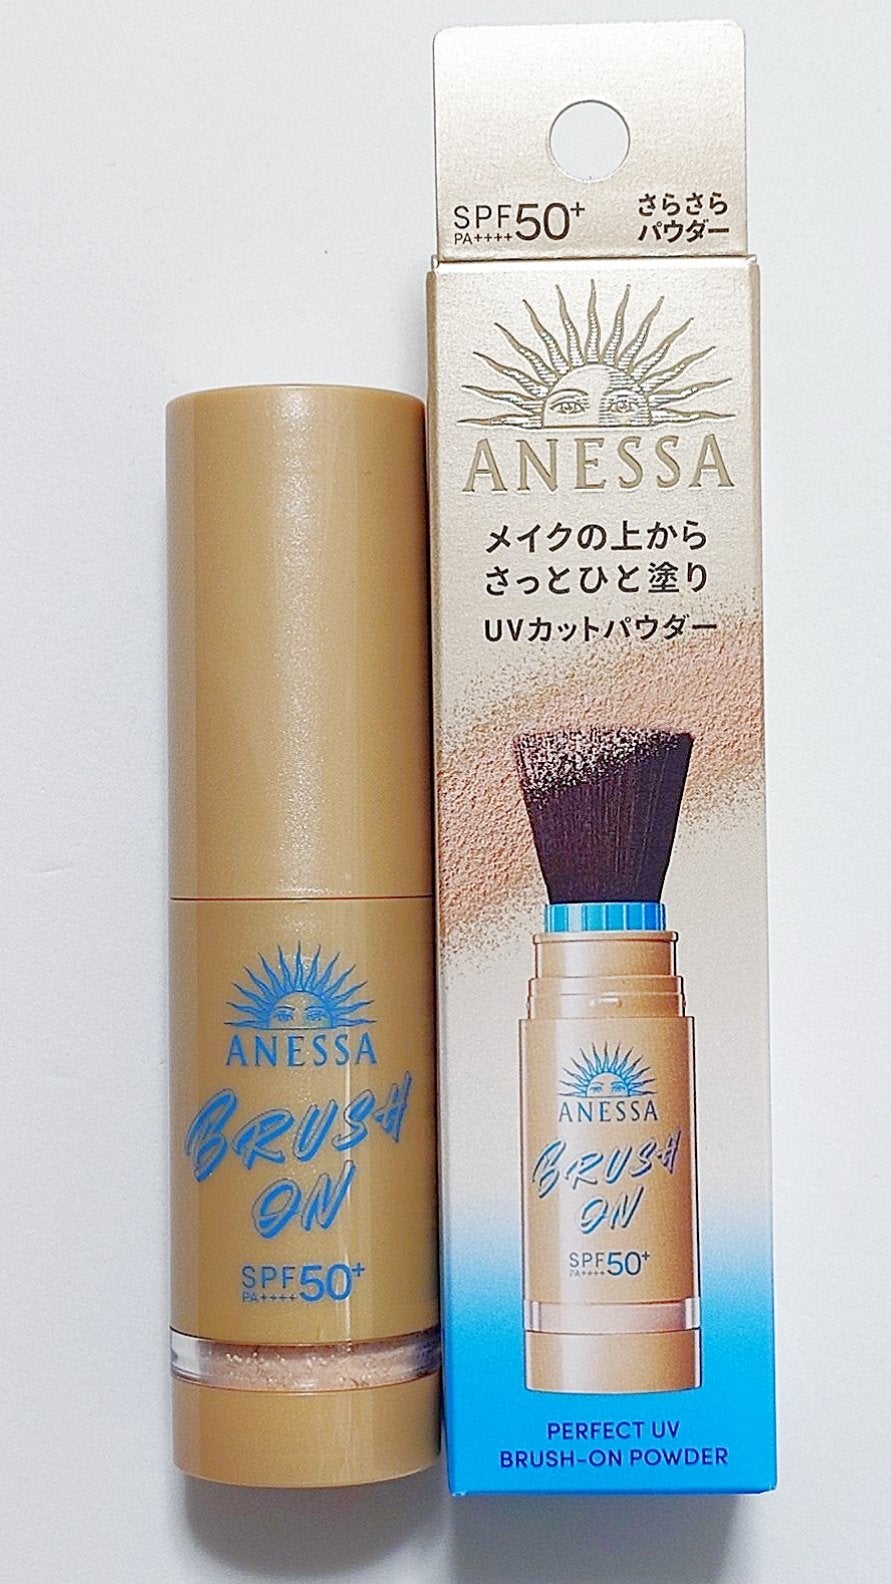 SPF50+
PA++++
さらさら
パウダー
ANESSA
メイクの上から
さっとひと塗り
UVカットパウダー
ANESSA
BRUSH
ON
SPF50+
PA++++
PERFECT UV
BRUSH-ON POWDER
ANESSA
BRUSH
ON
SPF50+
PA++++